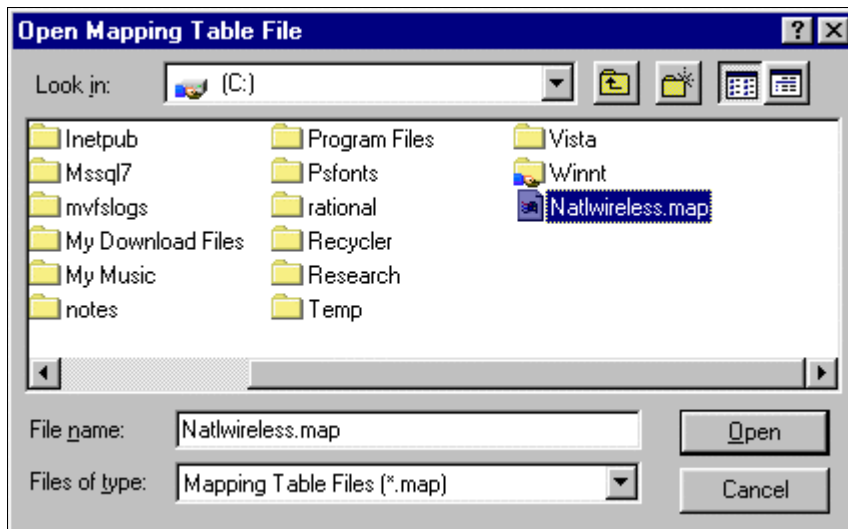 Open Mapping Table File
Look in: (C:)
Inetpub Program Files Vista
Mssql7 Psfonts Winnt
mvfslogs rational Natlwireless.map
My Download Files Recycler
My Music Research
notes Temp
File name: Natlwireless.map Open
Files of type: Mapping Table Files (*.map) Cancel